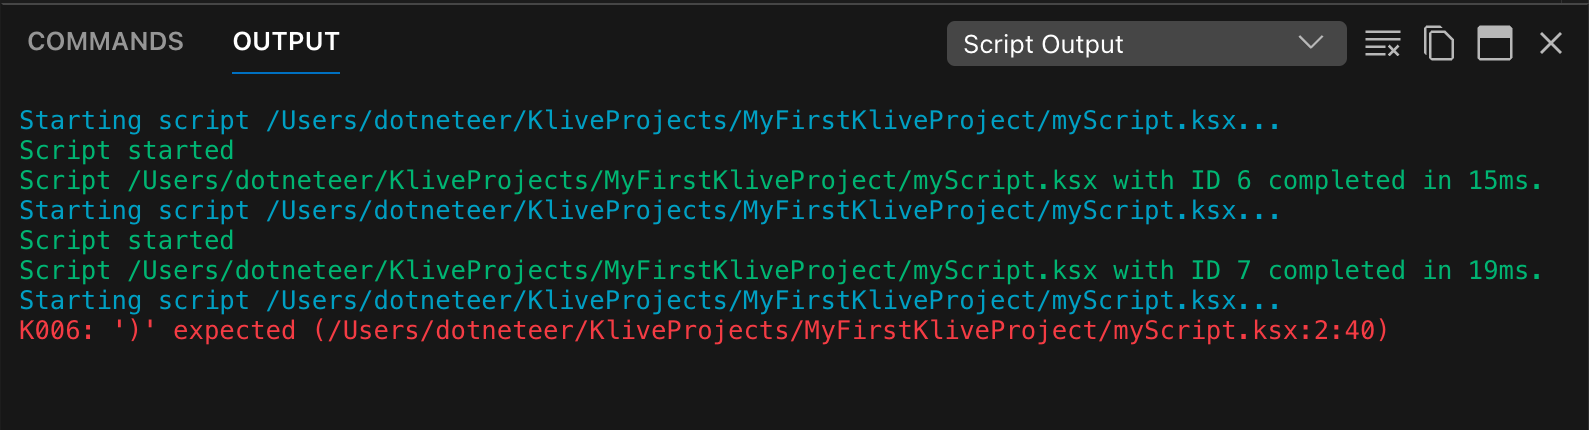 COMMANDS OUTPUT Script Output
Starting script /Users/dotneteer/KliveProjects/MyFirstKliveProject/myScript.ksx...
Script started
Script /Users/dotneteer/KliveProjects/MyFirstKliveProject/myScript.ksx with ID 6 completed in 15ms.
Starting script /Users/dotneteer/KliveProjects/MyFirstKliveProject/myScript.ksx...
Script started
Script /Users/dotneteer/KliveProjects/MyFirstKliveProject/myScript.ksx with ID 7 completed in 19ms.
Starting script /Users/dotneteer/KliveProjects/MyFirstKliveProject/myScript.ksx...
K006: ')' expected (/Users/dotneteer/KliveProjects/MyFirstKliveProject/myScript.ksx:2:40)